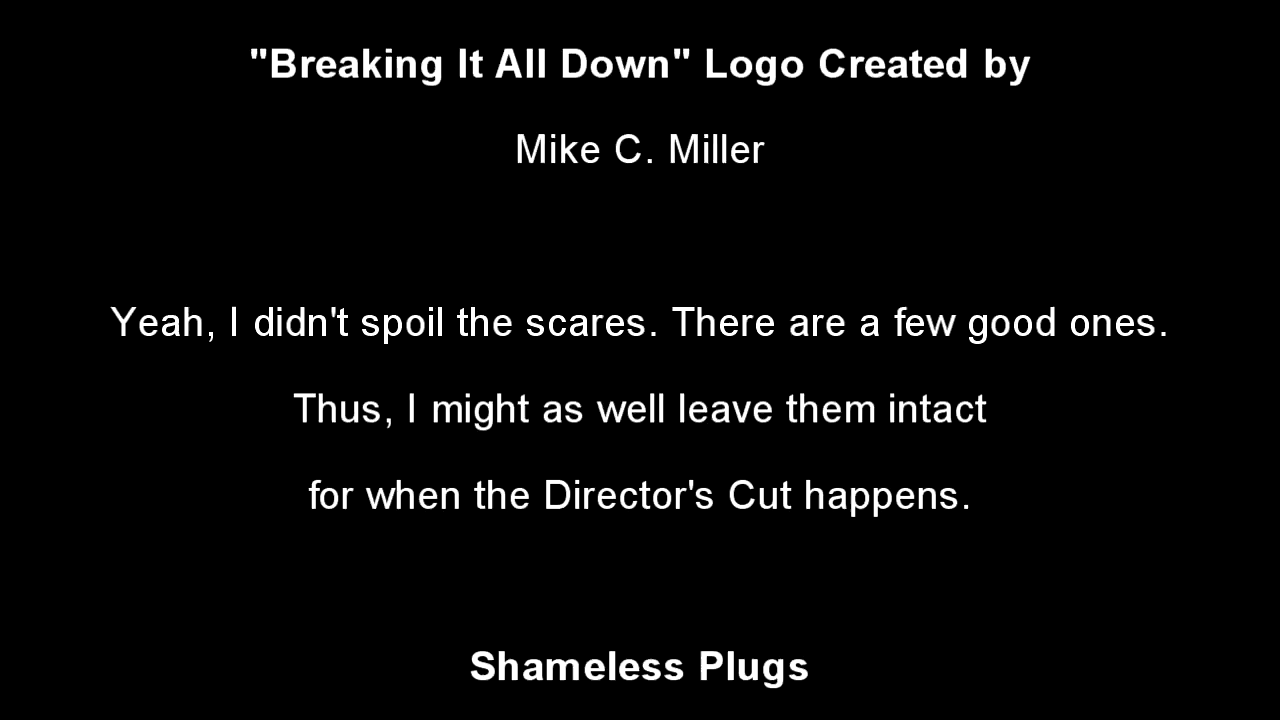 "Breaking It All Down" Logo Created by
Mike C. Miller
Yeah, I didn't spoil the scares. There are a few good ones.
Thus, I might as well leave them intact
for when the Director's Cut happens.
Shameless Plugs